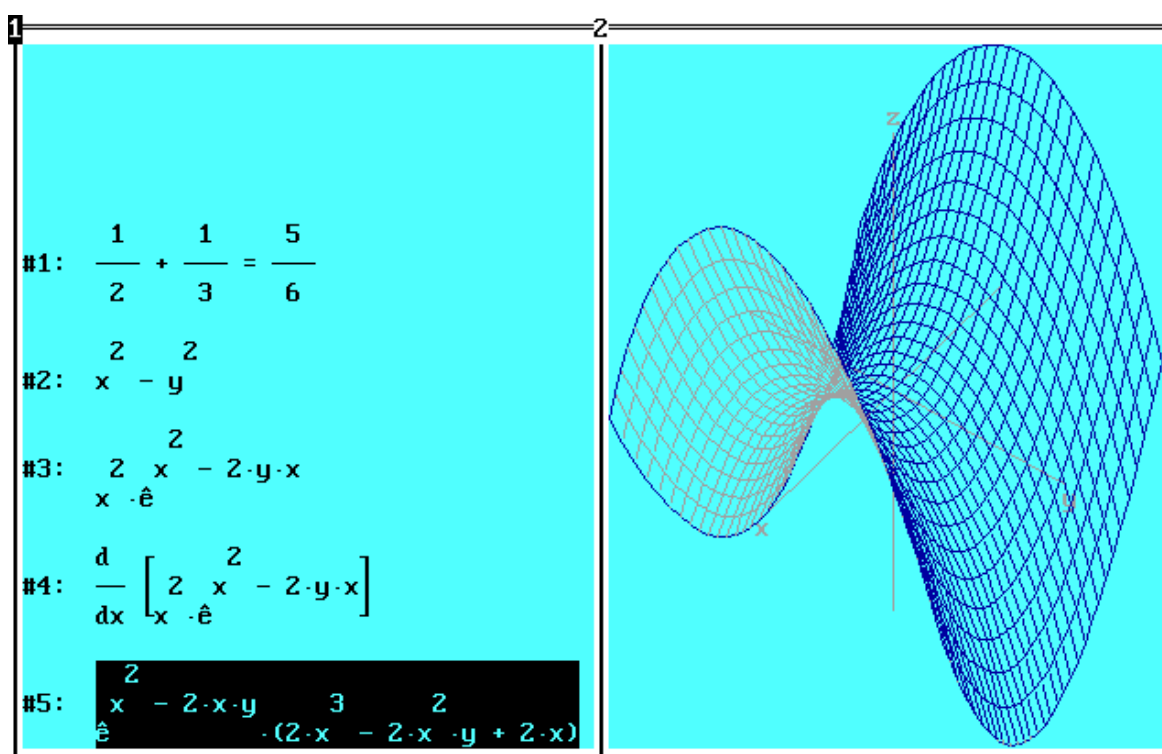 1 2
1 1 5
#1: ── + ── = ──
2 3 6
2 2
#2: x - y
2
#3: 2 x - 2·y·x
x ·ê
d 2
#4: ── [ 2 x - 2·y·x ]
dx x ·ê
2
#5: x - 2·x·y 3 2
ê ·(2·x - 2·x ·y + 2·x)
z
x
y